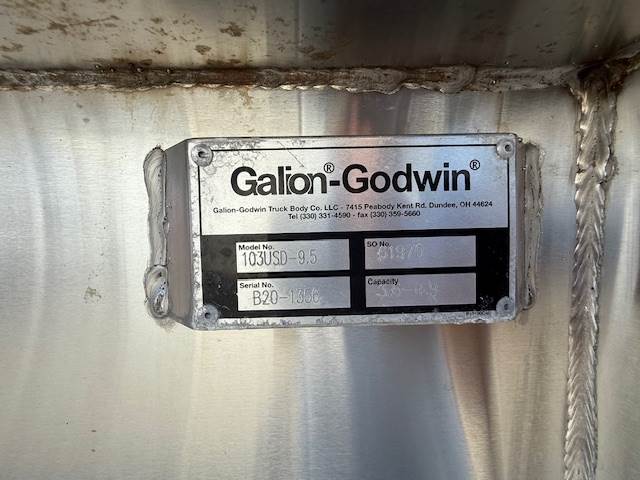 Galion®-Godwin®
Galion-Godwin Truck Body Co. LLC - 7415 Peabody Kent Rd. Dundee, OH 44624
Tel (330) 331-4590 - fax (330) 359-5660
Model No. SO No.
103USD-9.5 51970
Serial No. Capacity
B20-1356